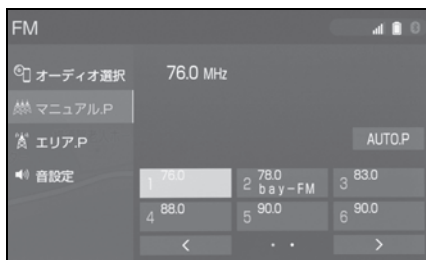 FM
オーディオ選択
76.0 MHz
マニュアル.P
エリア.P
AUTO.P
音設定
1 76.0
2 78.0 bay-FM
3 83.0
4 88.0
5 90.0
6 90.0
< · · >